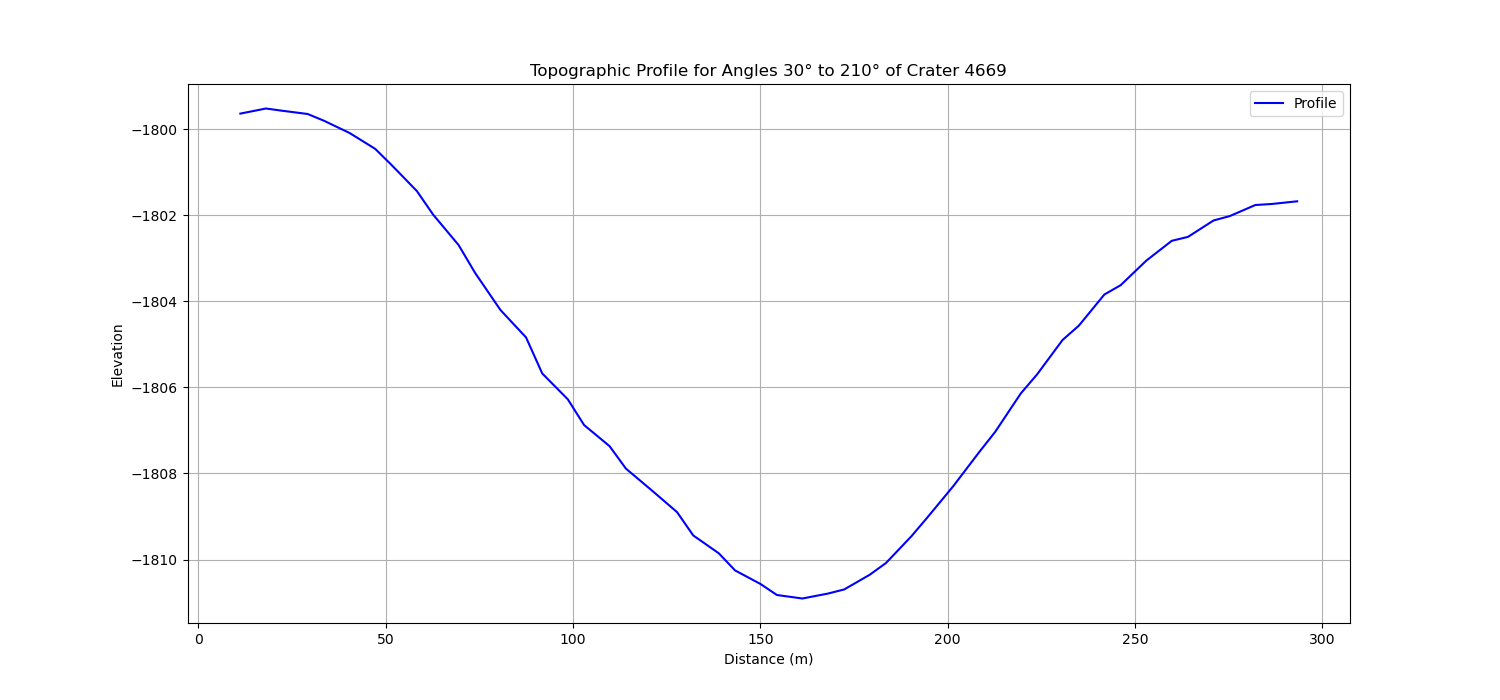 Topographic Profile for Angles 30° to 210° of Crater 4669
Profile
−1800
−1802
−1804
−1806
−1808
−1810
Elevation
0 50 100 150 200 250 300
Distance (m)